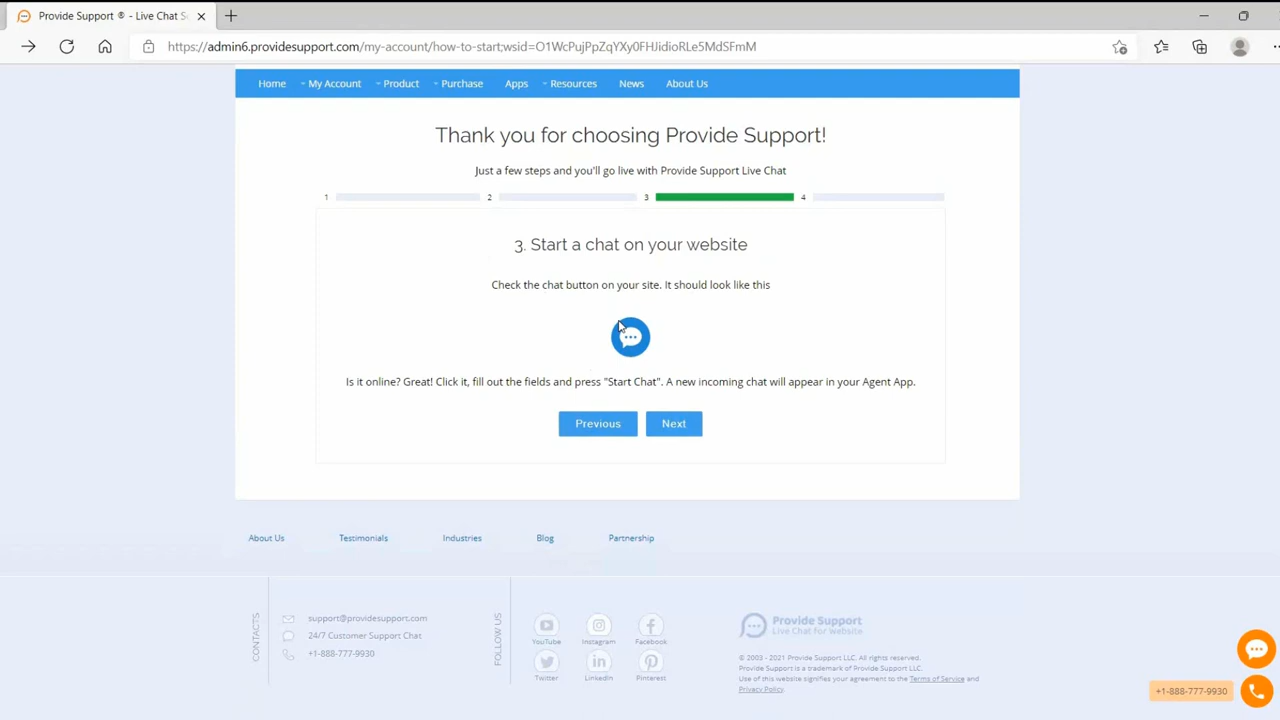 Provide Support ® - Live Chat S
https://admin6.providesupport.com/my-account/how-to-start;wsid=O1WcPujPpZqYXy0FHJidioRLe5MdSFmM
Home My Account Product Purchase Apps Resources News About Us
Thank you for choosing Provide Support!
Just a few steps and you'll go live with Provide Support Live Chat
1 2 3 4
3. Start a chat on your website
Check the chat button on your site. It should look like this
Is it online? Great! Click it, fill out the fields and press "Start Chat". A new incoming chat will appear in your Agent App.
Previous Next
About Us Testimonials Industries Blog Partnership
CONTACTS
support@providesupport.com
24/7 Customer Support Chat
+1-888-777-9930
FOLLOW US
YouTube Instagram Facebook
Twitter LinkedIn Pinterest
Provide Support
Live Chat for website
© 2003 - 2021 Provide Support LLC. All rights reserved.
Provide Support is a trademark of Provide Support LLC.
Use of this website signifies your agreement to the Terms of Service and
Privacy Policy.
+1-888-777-9930